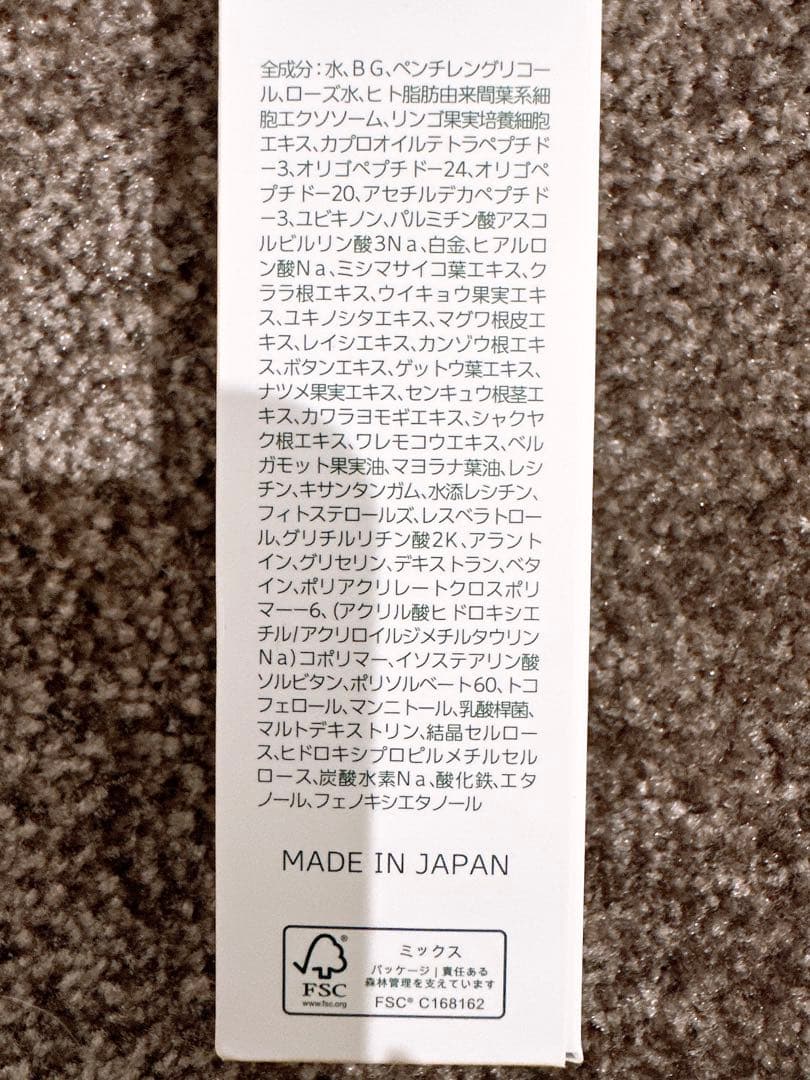 全成分:水、BG、ペンチレングリコー
ル、ローズ水、ヒト脂肪由来間葉系細
胞エクソソーム、リンゴ果実培養細胞
エキス、カプロオイルテトラペプチド
ー3、オリゴペプチドー24、オリゴペ
プチドー20、アセチルデカペプチド
ー3、ユビキノン、パルミチン酸アスコ
ルビルリン酸3Na、白金、ヒアルロ
ン酸Na、ミシマサイコ葉エキス、ク
ララ根エキス、ウイキョウ果実エキ
ス、ユキノシタエキス、マグワ根皮エ
キス、レイシエキス、カンゾウ根エキ
ス、ボタンエキス、ゲットウ葉エキス、
ナツメ果実エキス、センキュウ根茎エ
キス、カワラヨモギエキス、シャクヤ
ク根エキス、ワレモコウエキス、ベル
ガモット果実油、マヨラナ葉油、レシ
チン、キサンタンガム、水添レシチン、
フィトステロールズ、レスベラトロー
ル、グリチルリチン酸2K、アラント
イン、グリセリン、デキストラン、ベタ
イン、ポリアクリレートクロスポリ
マー－6、(アクリル酸ヒドロキシエ
チル/アクリロイルジメチルタウリン
Na)コポリマー、イソステアリン酸
ソルビタン、ポリソルベート60、トコ
フェロール、マンニトール、乳酸桿菌、
マルトデキストリン、結晶セルロー
ス、ヒドロキシプロピルメチルセル
ロース、炭酸水素Na、酸化鉄、エタ
ノール、フェノキシエタノール
MADE IN JAPAN
FSC®
www.fsc.org
ミックス
パッケージ|責任ある
森林管理を支えています
FSC® C168162